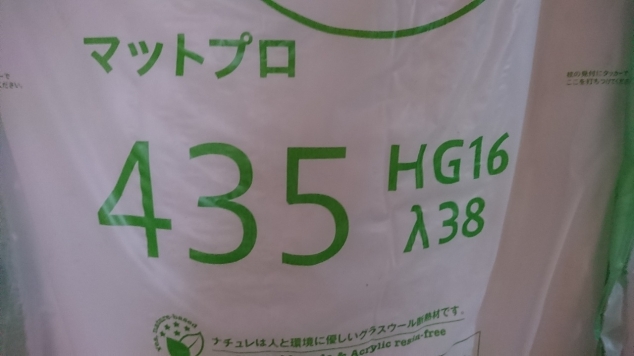 マットプロ
435 HG16
λ38
ナチュレは人と環境に優しいグラスウール断熱材です。
& Acrylic resin-free